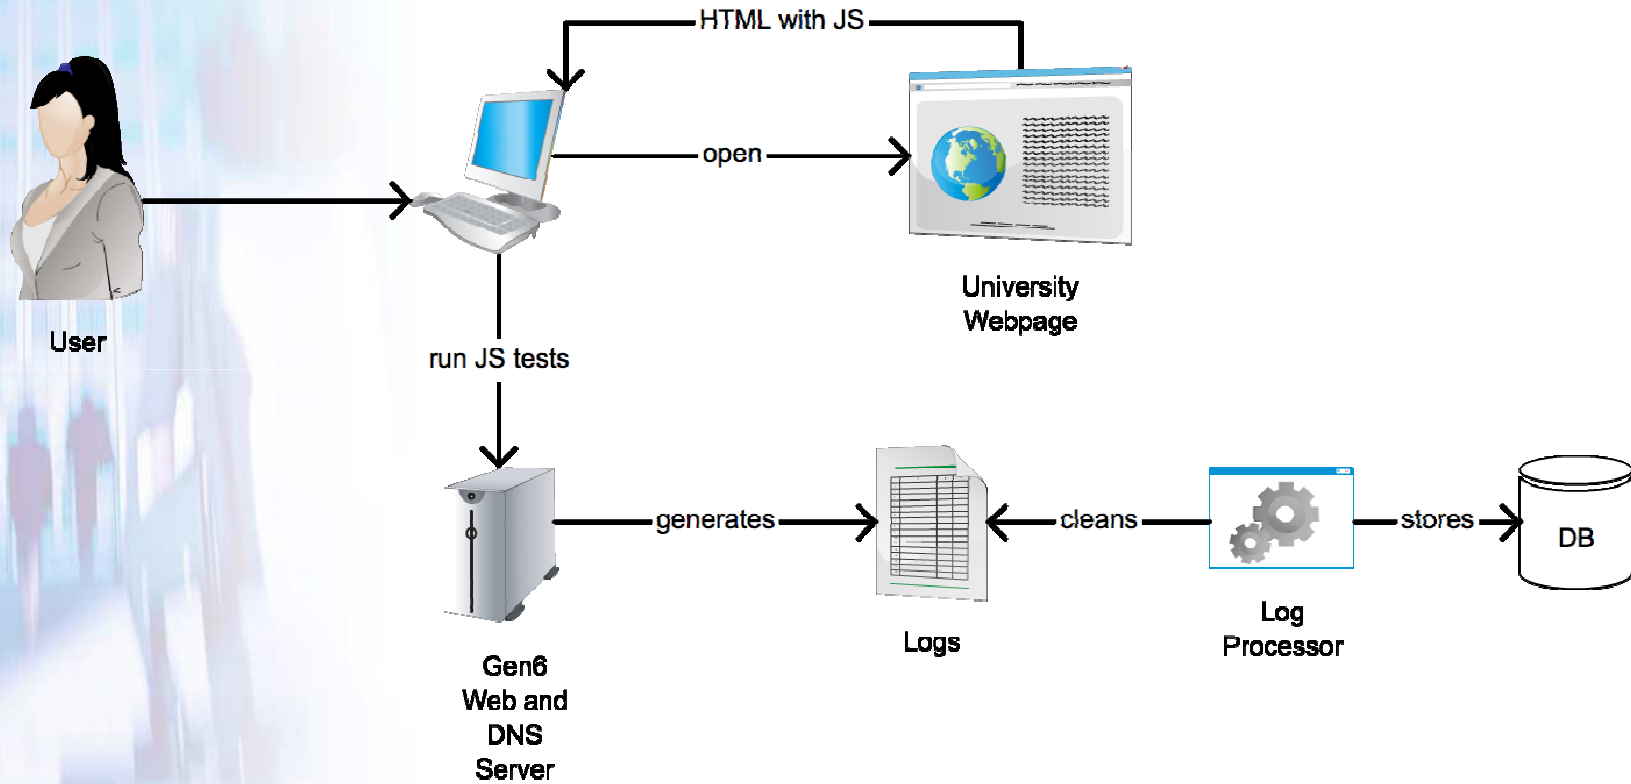 HTML with JS
open
University
Webpage
User
run JS tests
generates
cleans
stores
DB
Logs
Log
Processor
Gen6
Web and
DNS
Server